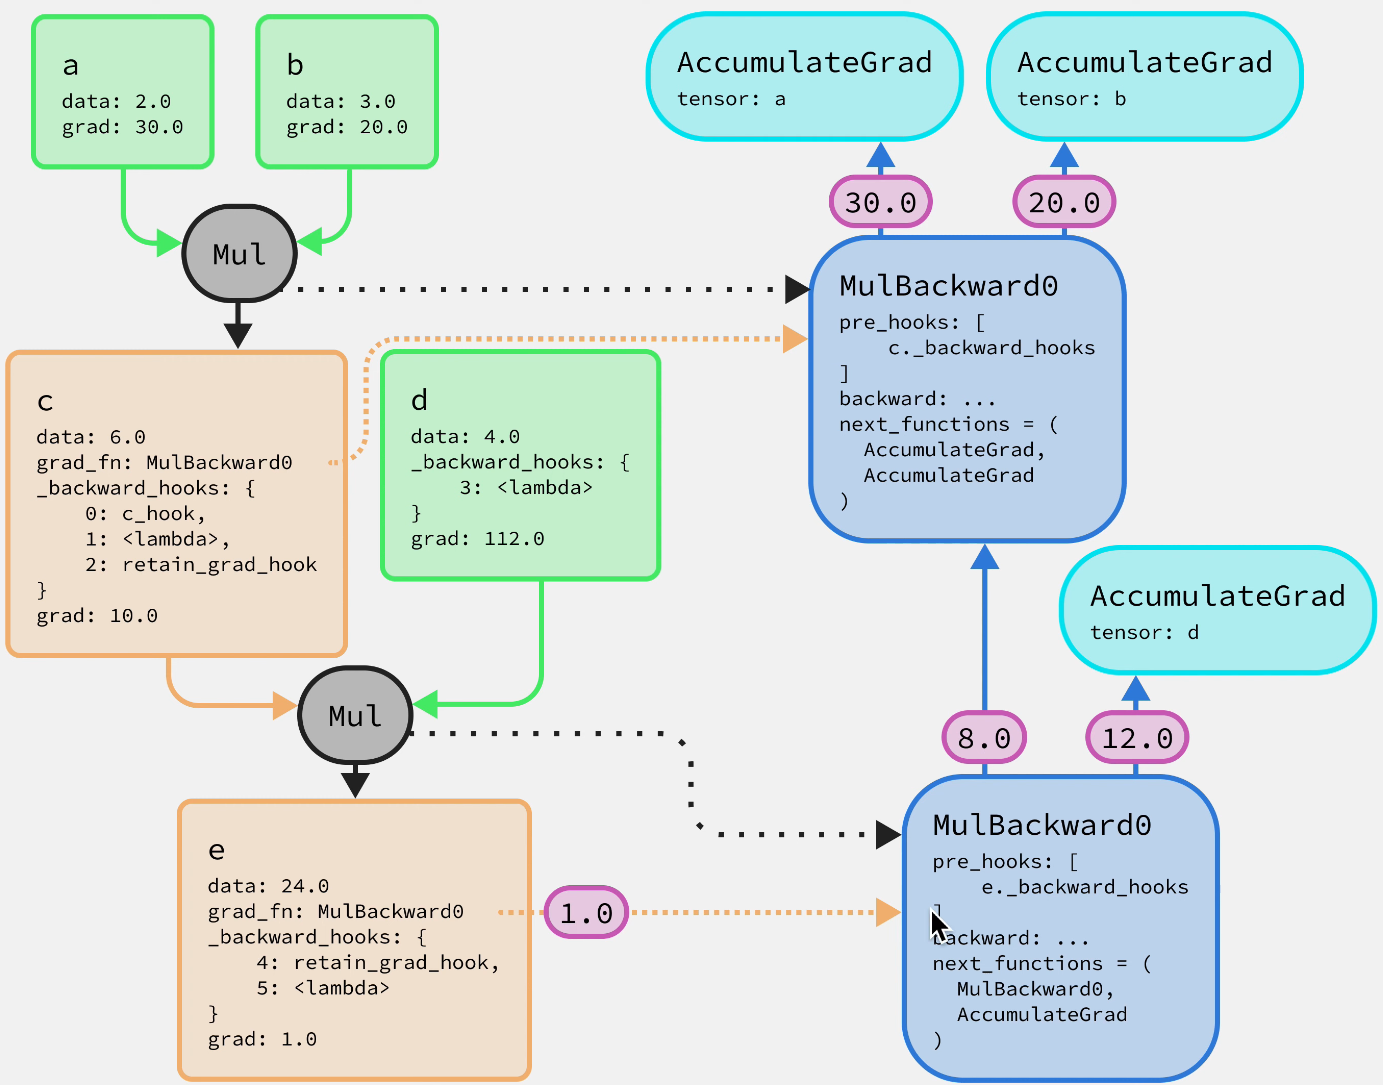 a
data: 2.0
grad: 30.0
b
data: 3.0
grad: 20.0
AccumulateGrad
tensor: a
AccumulateGrad
tensor: b
30.0
20.0
Mul
MulBackward0
pre_hooks: [
c._backward_hooks
]
backward: ...
next_functions = (
AccumulateGrad,
AccumulateGrad
)
c
data: 6.0
grad_fn: MulBackward0
_backward_hooks: {
0: c_hook,
1: <lambda>,
2: retain_grad_hook
}
grad: 10.0
d
data: 4.0
_backward_hooks: {
3: <lambda>
}
grad: 112.0
AccumulateGrad
tensor: d
Mul
8.0
12.0
e
data: 24.0
grad_fn: MulBackward0
_backward_hooks: {
4: retain_grad_hook,
5: <lambda>
}
grad: 1.0
1.0
MulBackward0
pre_hooks: [
e._backward_hooks
]
backward: ...
next_functions = (
MulBackward0,
AccumulateGrad
)